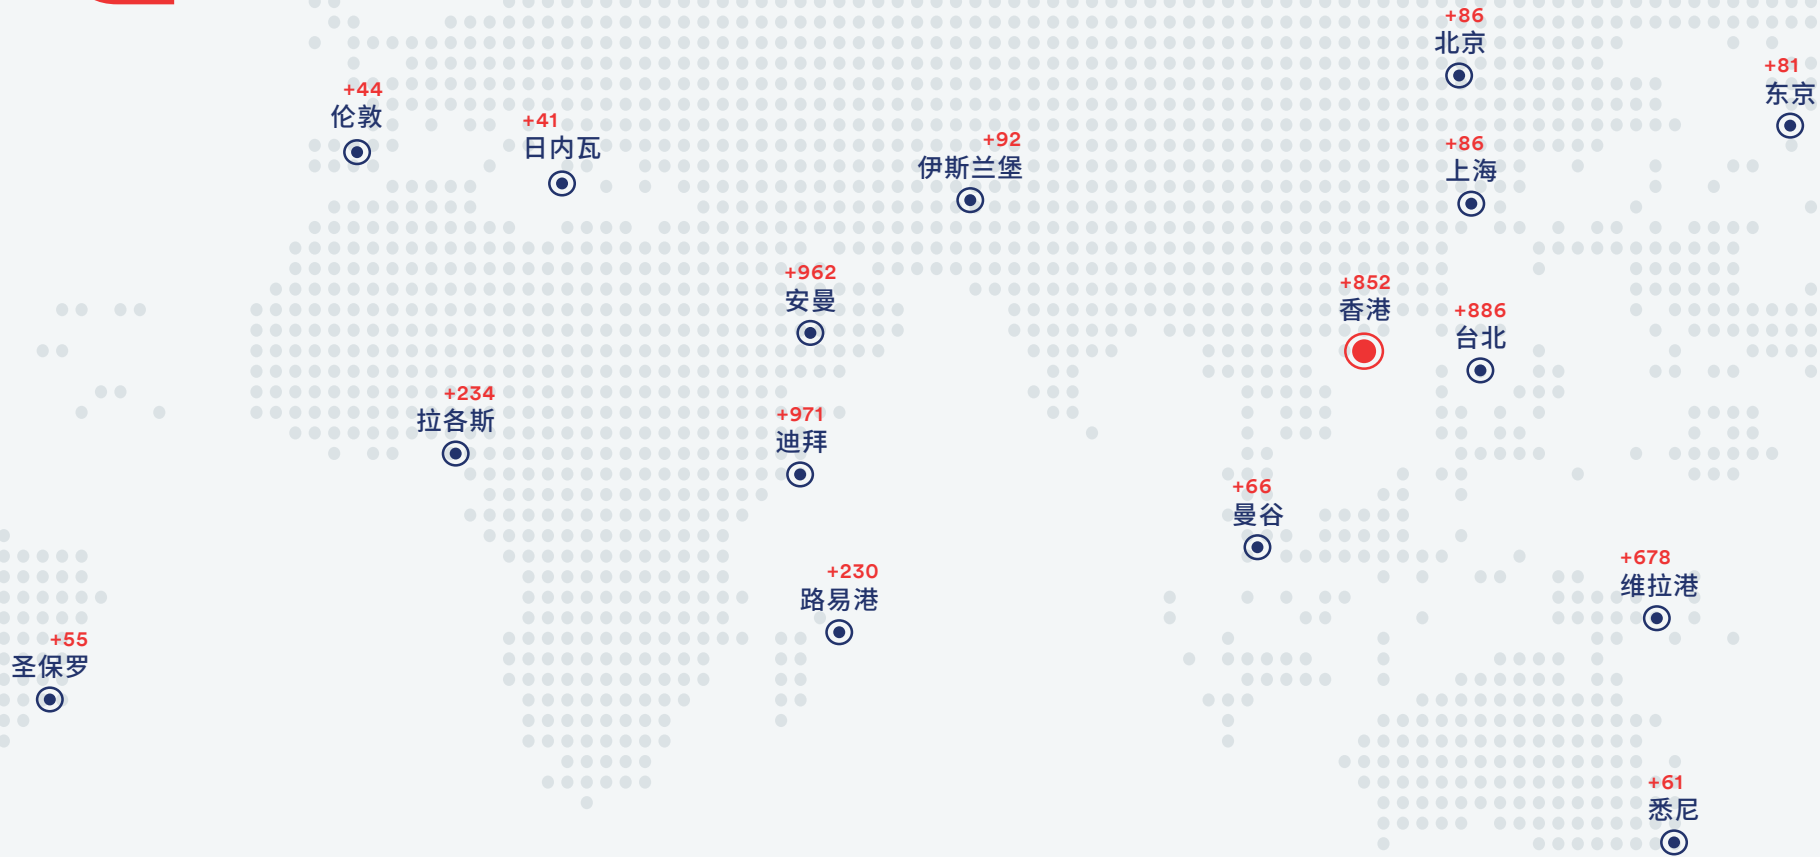 +86
北京
+81
东京
+44
伦敦
+41
日内瓦
+92
伊斯兰堡
+86
上海
+962
安曼
+852
香港
+886
台北
+234
拉各斯
+971
迪拜
+66
曼谷
+678
维拉港
+230
路易港
+55
圣保罗
+61
悉尼